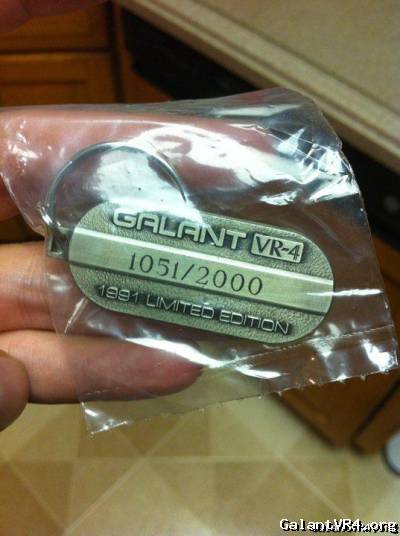 GALANT VR-4
1051/2000
1991 LIMITED EDITION
GalantVR4.org